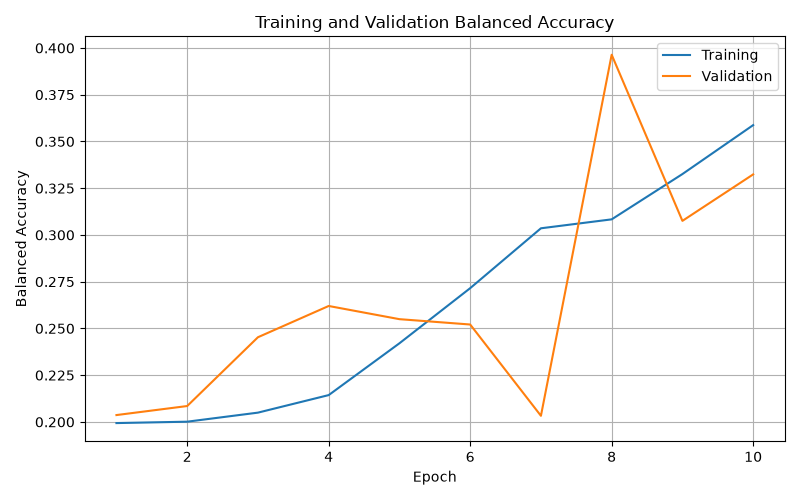 Training and Validation Balanced Accuracy
0.400
0.375
0.350
0.325
0.300
0.275
0.250
0.225
0.200
Balanced Accuracy
Training
Validation
2
4
6
8
10
Epoch